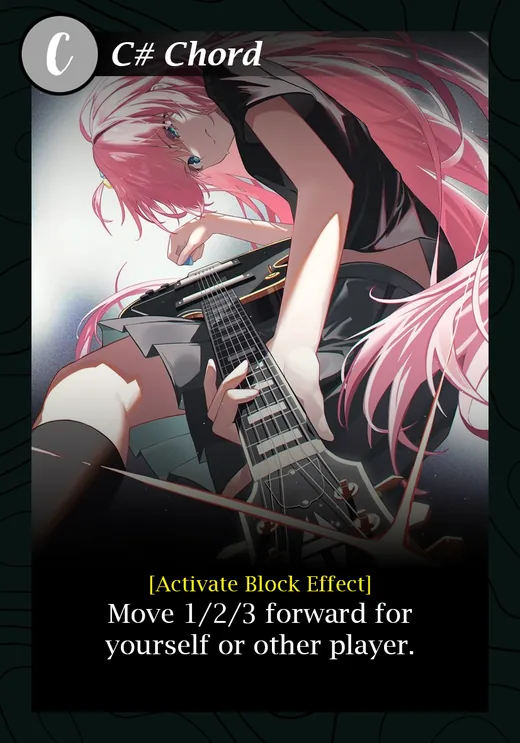 C
C# Chord
[Activate Block Effect]
Move 1/2/3 forward for
yourself or other player.